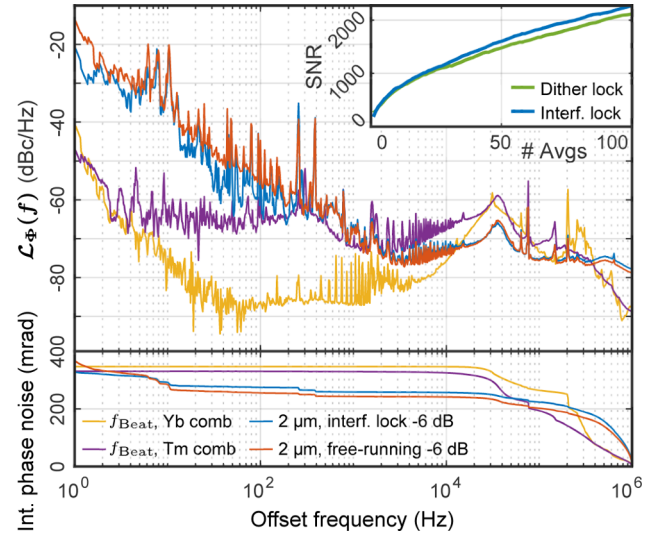 -20
-40
-60
-80
ℒΦ(f) (dBc/Hz)
SNR
2000
1000
0
Dither lock
Interf. lock
0 50 100
# Avgs
400
200
0
Int. phase noise (mrad)
fBeat, Yb comb
2 μm, interf. lock -6 dB
fBeat, Tm comb
2 μm, free-running -6 dB
10^0 10^2 10^4 10^6
Offset frequency (Hz)